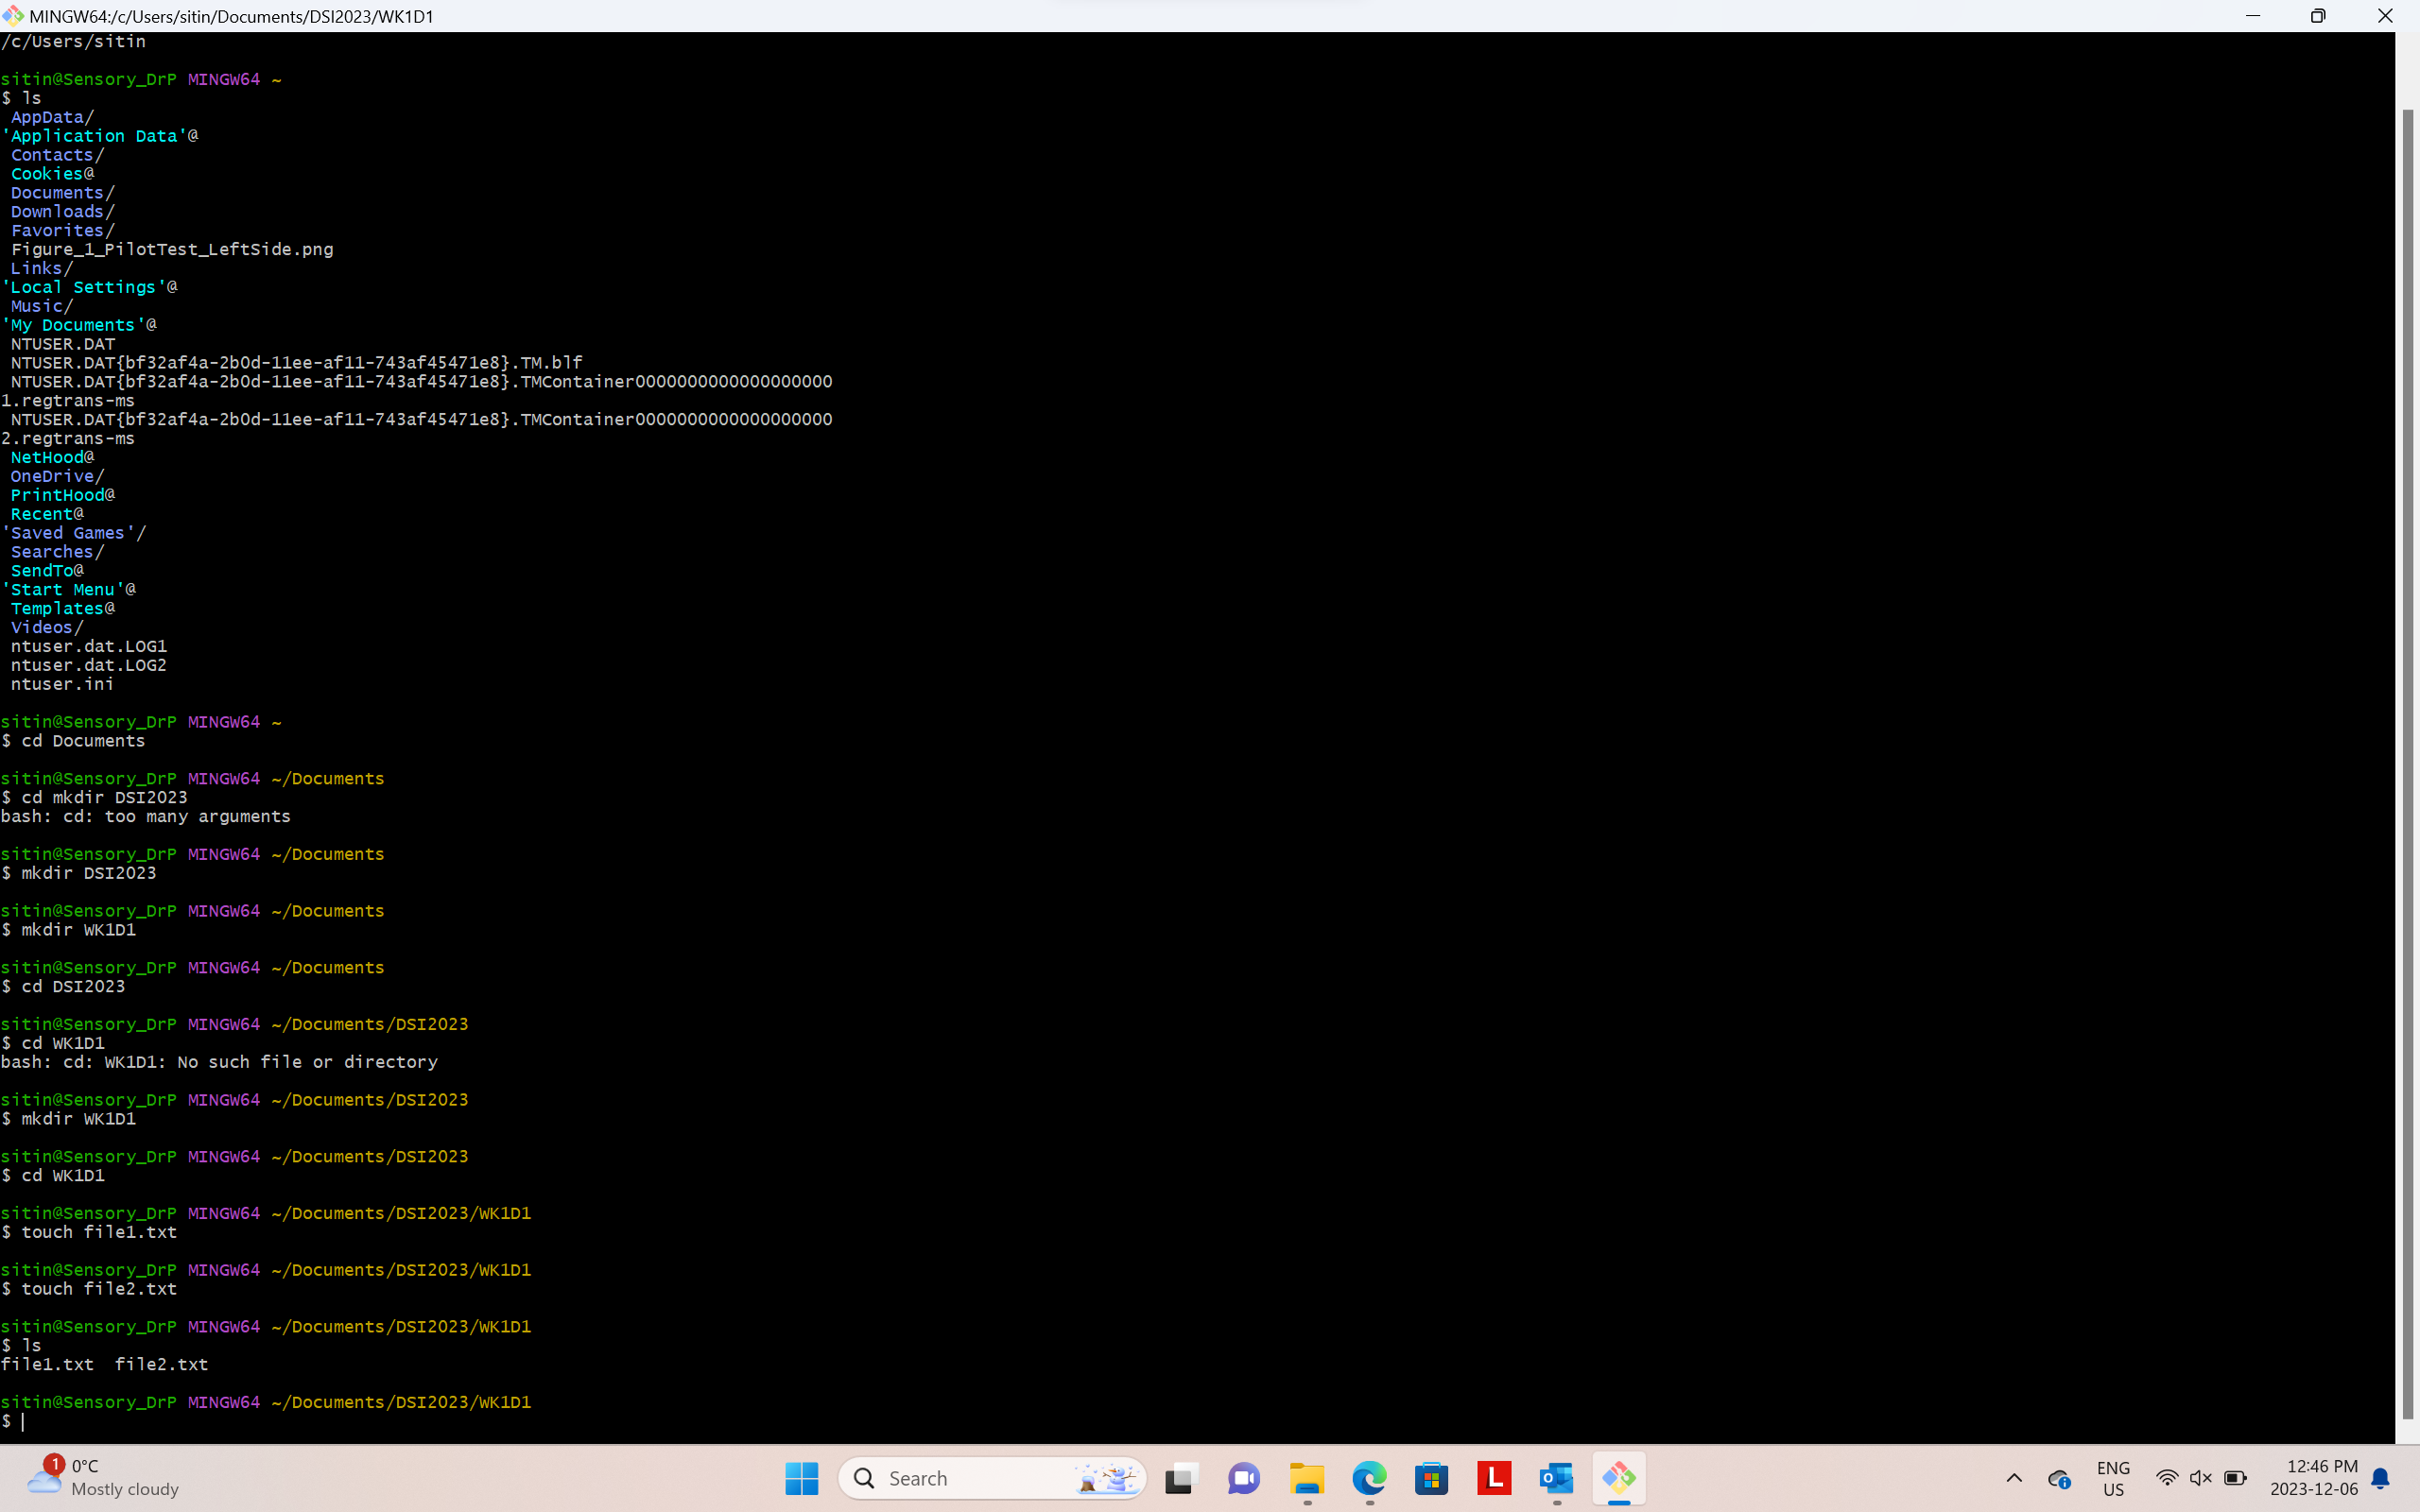 MINGW64:/c/Users/sitin/Documents/DSI2023/WK1D1
/c/Users/sitin
sitin@Sensory_DrP MINGW64 ~
$ ls
AppData/
'Application Data'@
Contacts/
Cookies@
Documents/
Downloads/
Favorites/
Figure_1_PilotTest_LeftSide.png
Links/
'Local Settings'@
Music/
'My Documents'@
NTUSER.DAT
NTUSER.DAT{bf32af4a-2b0d-11ee-af11-743af45471e8}.TM.blf
NTUSER.DAT{bf32af4a-2b0d-11ee-af11-743af45471e8}.TMContainer0000000000000000000
1.regtrans-ms
NTUSER.DAT{bf32af4a-2b0d-11ee-af11-743af45471e8}.TMContainer0000000000000000000
2.regtrans-ms
NetHood@
OneDrive/
PrintHood@
Recent@
'Saved Games'/
Searches/
SendTo@
'Start Menu'@
Templates@
Videos/
ntuser.dat.LOG1
ntuser.dat.LOG2
ntuser.ini
sitin@Sensory_DrP MINGW64 ~
$ cd Documents
sitin@Sensory_DrP MINGW64 ~/Documents
$ cd mkdir DSI2023
bash: cd: too many arguments
sitin@Sensory_DrP MINGW64 ~/Documents
$ mkdir DSI2023
sitin@Sensory_DrP MINGW64 ~/Documents
$ mkdir WK1D1
sitin@Sensory_DrP MINGW64 ~/Documents
$ cd DSI2023
sitin@Sensory_DrP MINGW64 ~/Documents/DSI2023
$ cd WK1D1
bash: cd: WK1D1: No such file or directory
sitin@Sensory_DrP MINGW64 ~/Documents/DSI2023
$ mkdir WK1D1
sitin@Sensory_DrP MINGW64 ~/Documents/DSI2023
$ cd WK1D1
sitin@Sensory_DrP MINGW64 ~/Documents/DSI2023/WK1D1
$ touch file1.txt
sitin@Sensory_DrP MINGW64 ~/Documents/DSI2023/WK1D1
$ touch file2.txt
sitin@Sensory_DrP MINGW64 ~/Documents/DSI2023/WK1D1
$ ls
file1.txt  file2.txt
sitin@Sensory_DrP MINGW64 ~/Documents/DSI2023/WK1D1
$
1
0°C
Mostly cloudy
Search
L
ENG
US
12:46 PM
2023-12-06